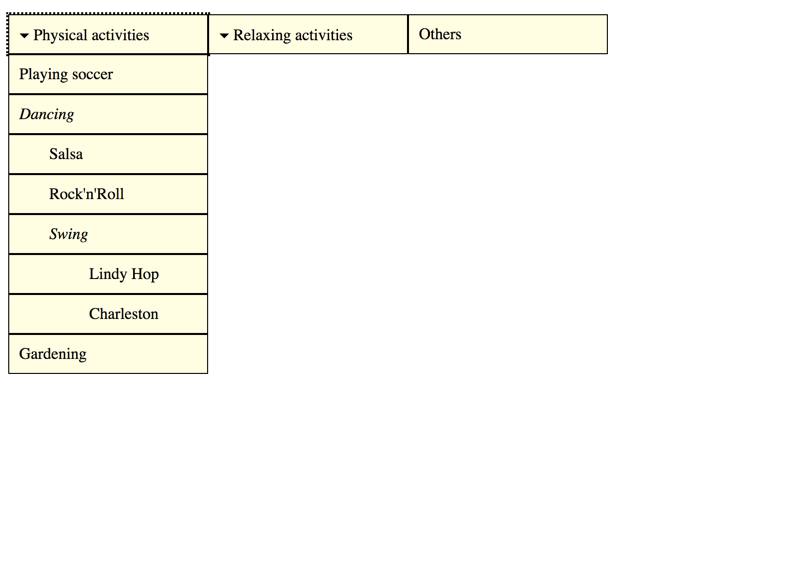 Physical activities
Relaxing activities
Others
Playing soccer
Dancing
Salsa
Rock'n'Roll
Swing
Lindy Hop
Charleston
Gardening